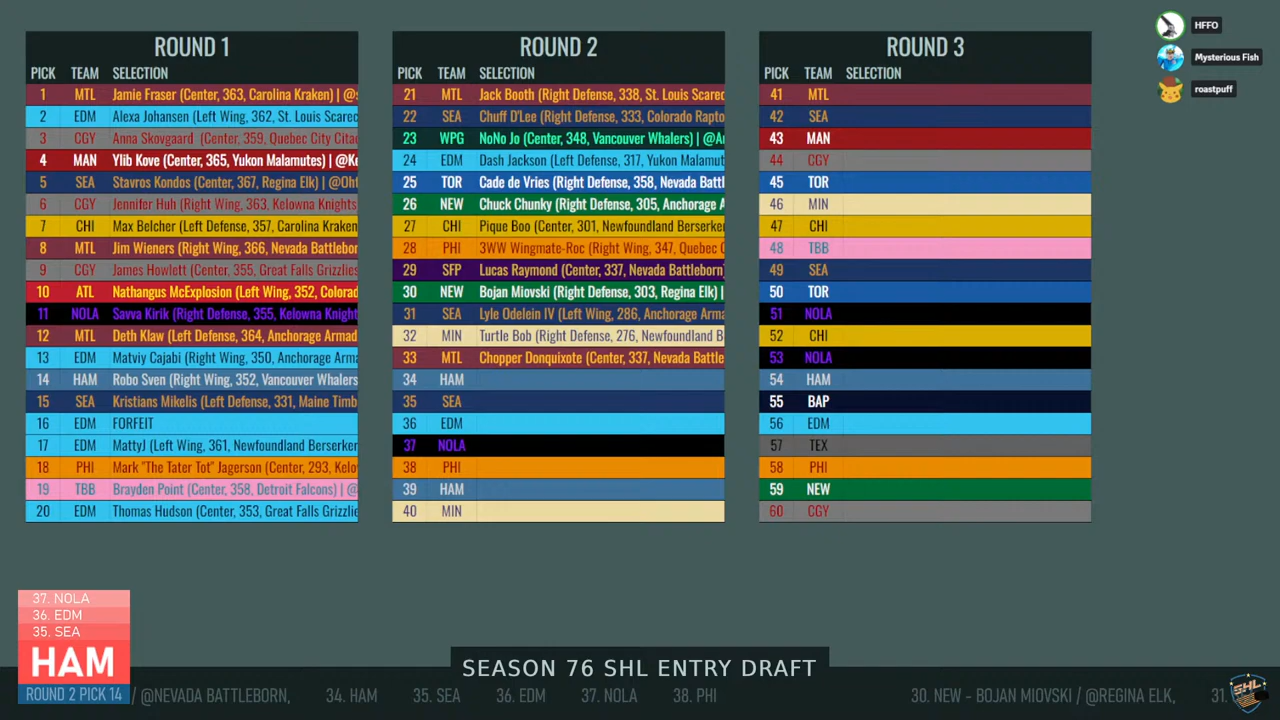 ROUND 1
PICK TEAM SELECTION
1 MTL Jamie Fraser (Center, 363, Carolina Kraken) | @
2 EDM Alexa Johansen (Left Wing, 362, St. Louis Scarec
3 CGY Anna Skovgaard (Center, 359, Quebec City Cita
4 MAN Ylib Kove (Center, 365, Yukon Malamutes) | @K
5 SEA Stavros Kondos (Center, 367, Regina Elk) | @Oh
6 CGY Jennifer Huh (Right Wing, 363, Kelowna Knights
7 CHI Max Belcher (Left Defense, 357, Carolina Kraken
8 MTL Jim Wieners (Right Wing, 366, Nevada Battlebor
9 CGY James Howlett (Center, 355, Great Falls Grizzlie
10 ATL Nathangus McExplosion (Left Wing, 352, Colorad
11 NOLA Savva Kirik (Right Defense, 355, Kelowna Knight
12 MTL Deth Klaw (Left Defense, 364, Anchorage Armad
13 EDM Matviy Cajabi (Right Wing, 350, Anchorage Arma
14 HAM Robo Sven (Right Wing, 352, Vancouver Whalers
15 SEA Kristians Mikelis (Left Defense, 331, Maine Timb
16 EDM FORFEIT
17 EDM MattyJ (Left Wing, 361, Newfoundland Berserker
18 PHI Mark "The Tater Tot" Jagerson (Center, 293, Kelo
19 TBB Brayden Point (Center, 358, Detroit Falcons) | @
20 EDM Thomas Hudson (Center, 353, Great Falls Grizzlie
ROUND 2
PICK TEAM SELECTION
21 MTL Jack Booth (Right Defense, 338, St. Louis Scarec
22 SEA Chuff D'Lee (Right Defense, 333, Colorado Rapto
23 WPG NoNo Jo (Center, 348, Vancouver Whalers) | @A
24 EDM Dash Jackson (Left Defense, 317, Yukon Malamut
25 TOR Cade de Vries (Right Defense, 358, Nevada Battl
26 NEW Chuck Chunky (Right Defense, 305, Anchorage A
27 CHI Pique Boo (Center, 301, Newfoundland Berserke
28 PHI 3WW Wingmate-Roc (Right Wing, 347, Quebec C
29 SFP Lucas Raymond (Center, 337, Nevada Battleborn)
30 NEW Bojan Miovski (Right Defense, 303, Regina Elk) |
31 SEA Lyle Odelein IV (Left Wing, 286, Anchorage Arma
32 MIN Turtle Bob (Right Defense, 276, Newfoundland B
33 MTL Chopper Donquixote (Center, 337, Nevada Battle
34 HAM
35 SEA
36 EDM
37 NOLA
38 PHI
39 HAM
40 MIN
ROUND 3
PICK TEAM SELECTION
41 MTL
42 SEA
43 MAN
44 CGY
45 TOR
46 MIN
47 CHI
48 TBB
49 SEA
50 TOR
51 NOLA
52 CHI
53 NOLA
54 HAM
55 BAP
56 EDM
57 TEX
58 PHI
59 NEW
60 CGY
HFFO
Mysterious Fish
roastpuff
37. NOLA
36. EDM
35. SEA
HAM
ROUND 2 PICK 14
SEASON 76 SHL ENTRY DRAFT
/ @NEVADA BATTLEBORN, 34. HAM 35. SEA 36. EDM 37. NOLA 38. PHI 30. NEW - BOJAN MIOVSKI / @REGINA ELK, 31.
SHL